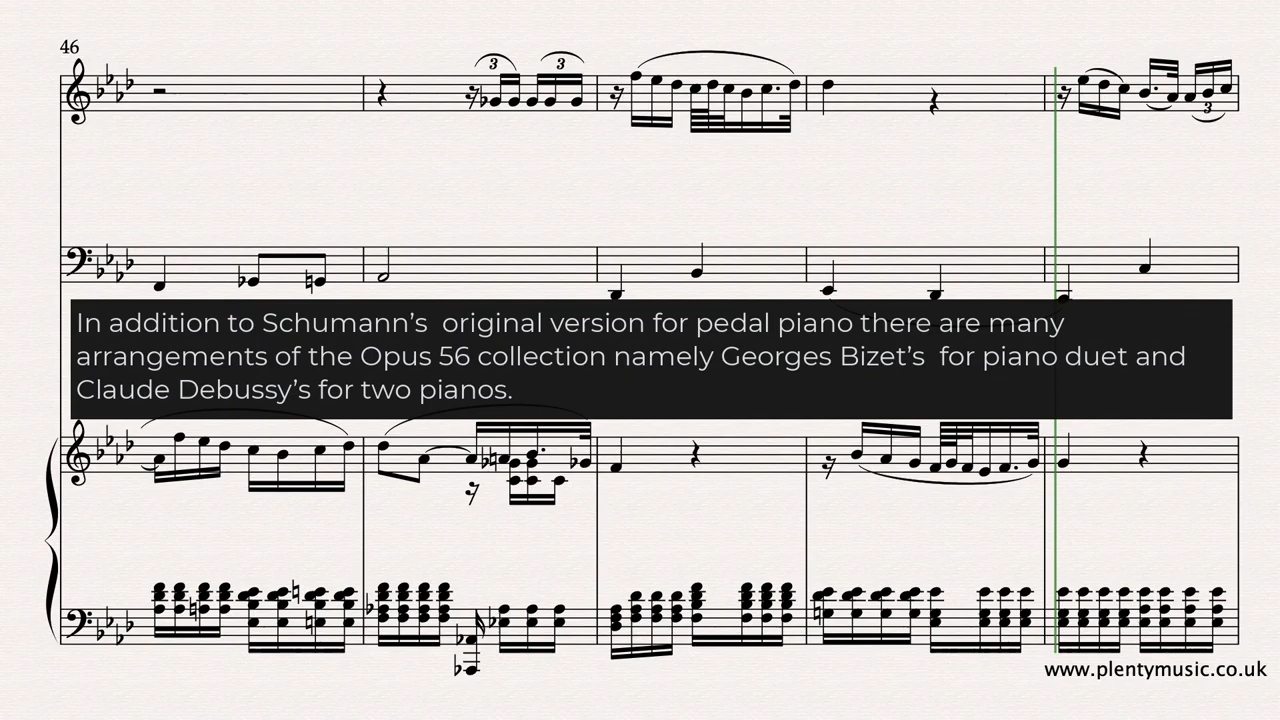 46
3
3
3
In addition to Schumann’s  original version for pedal piano there are many
arrangements of the Opus 56 collection namely Georges Bizet’s  for piano duet and
Claude Debussy’s for two pianos.
www.plentymusic.co.uk